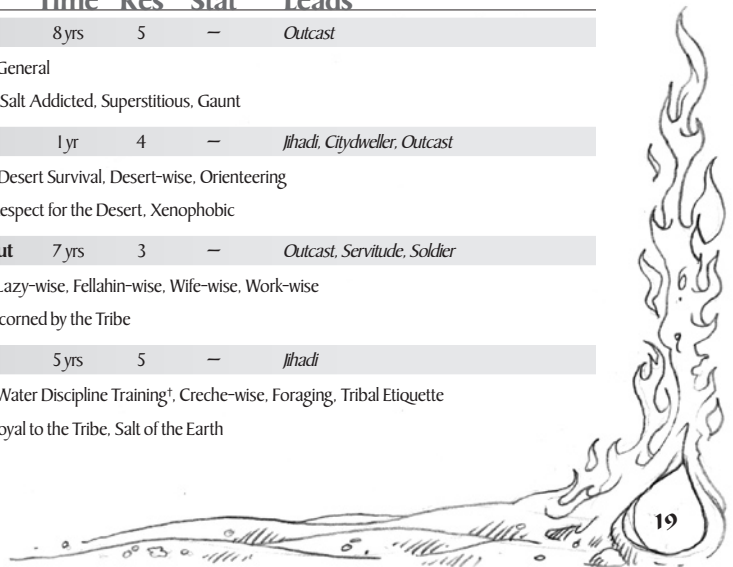 Time Res Stat Leads
8 yrs 5 — Outcast
General
Salt Addicted, Superstitious, Gaunt
1 yr 4 — Jihadi, Citydweller, Outcast
Desert Survival, Desert-wise, Orienteering
espect for the Desert, Xenophobic
ut 7 yrs 3 — Outcast, Servitude, Soldier
Lazy-wise, Fellahin-wise, Wife-wise, Work-wise
corned by the Tribe
5 yrs 5 — Jihadi
Water Discipline Training†, Creche-wise, Foraging, Tribal Etiquette
oyal to the Tribe, Salt of the Earth
19